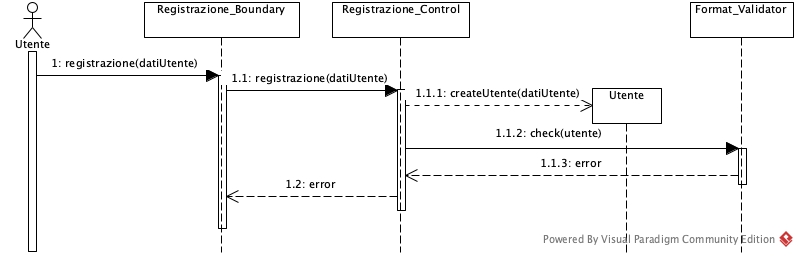 Utente
Registrazione_Boundary
Registrazione_Control
Format_Validator
1: registrazione(datiUtente)
1.1: registrazione(datiUtente)
1.1.1: createUtente(datiUtente)
Utente
1.1.2: check(utente)
1.1.3: error
1.2: error
Powered By Visual Paradigm Community Edition